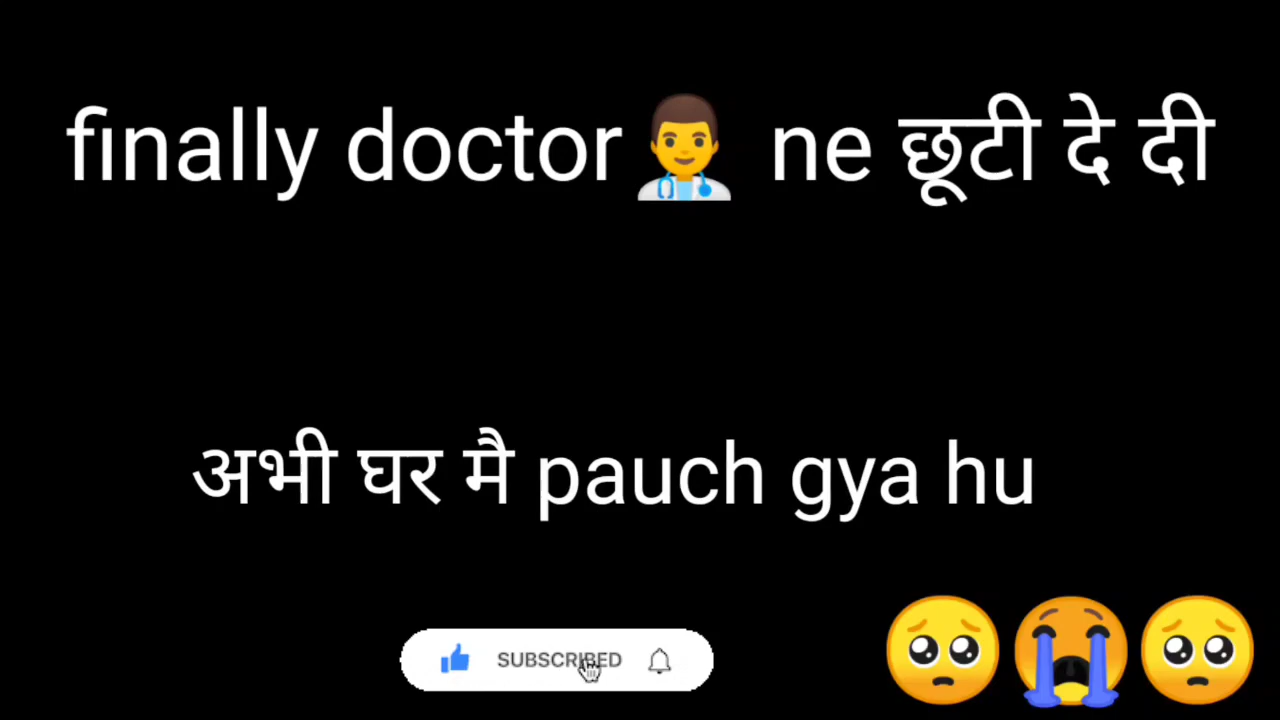 finally doctor👨‍⚕️ ne छूटी दे दी
अभी घर मै pauch gya hu
SUBSCRIBED